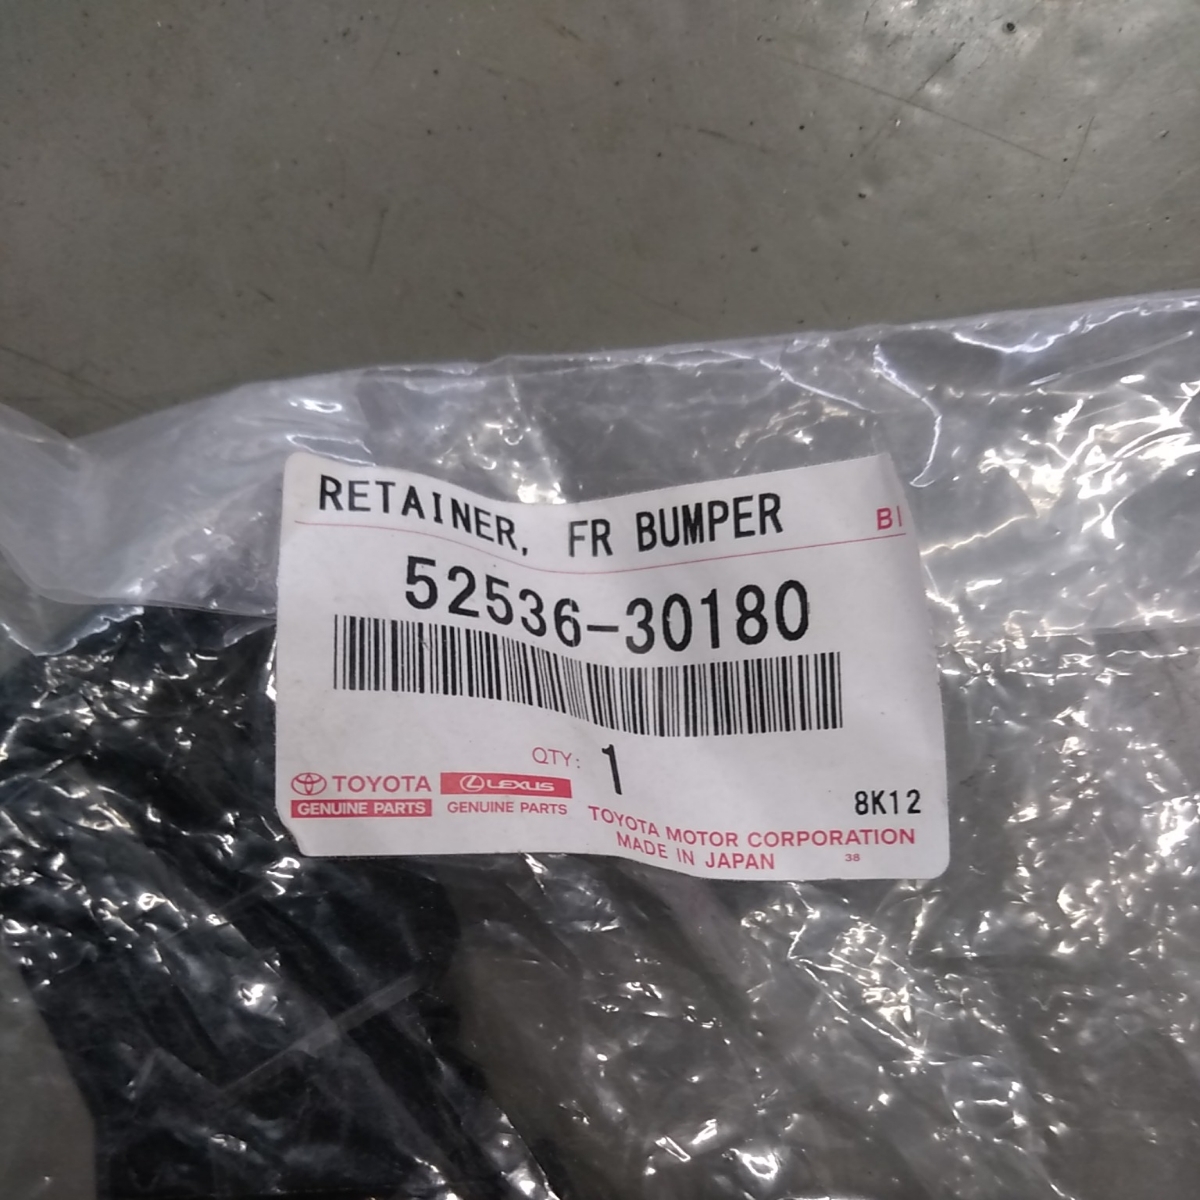 RETAINER, FR BUMPER
BI
52536-30180
QTY: 1
TOYOTA
LEXUS
GENUINE PARTS
GENUINE PARTS
8K12
TOYOTA MOTOR CORPORATION
MADE IN JAPAN
38